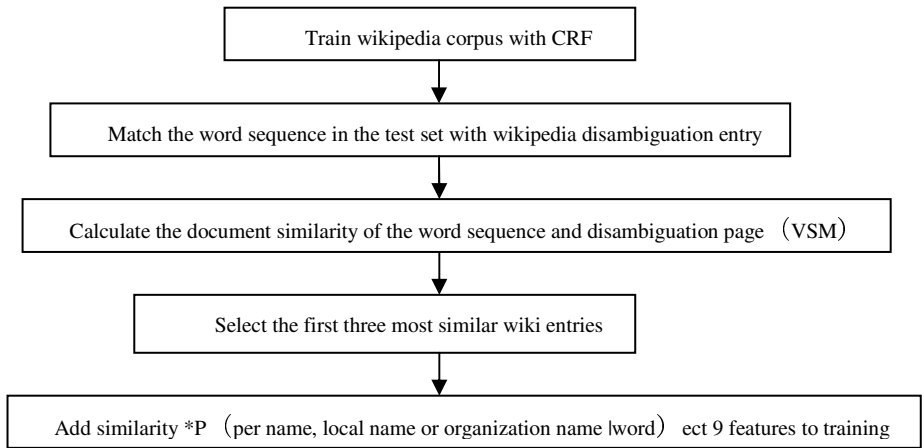 Train wikipedia corpus with CRF
Match the word sequence in the test set with wikipedia disambiguation entry
Calculate the document similarity of the word sequence and disambiguation page （VSM）
Select the first three most similar wiki entries
Add similarity *P （per name, local name or organization name |word） ect 9 features to training